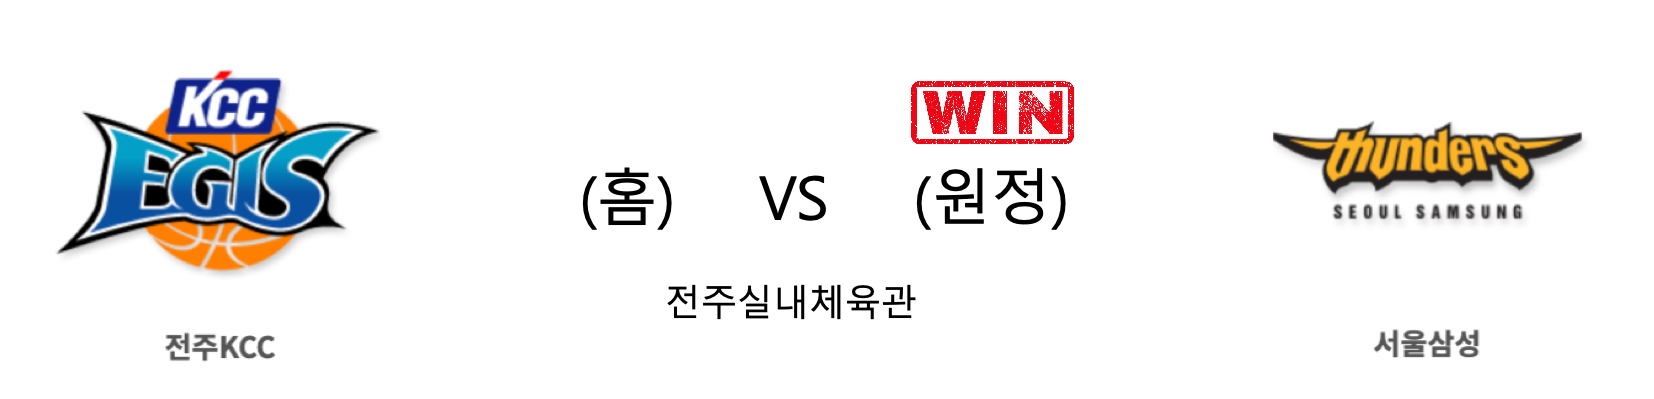 KCC
EGIS
전주KCC
(홈) VS (원정)
WIN
전주실내체육관
thunders
SEOUL SAMSUNG
서울삼성